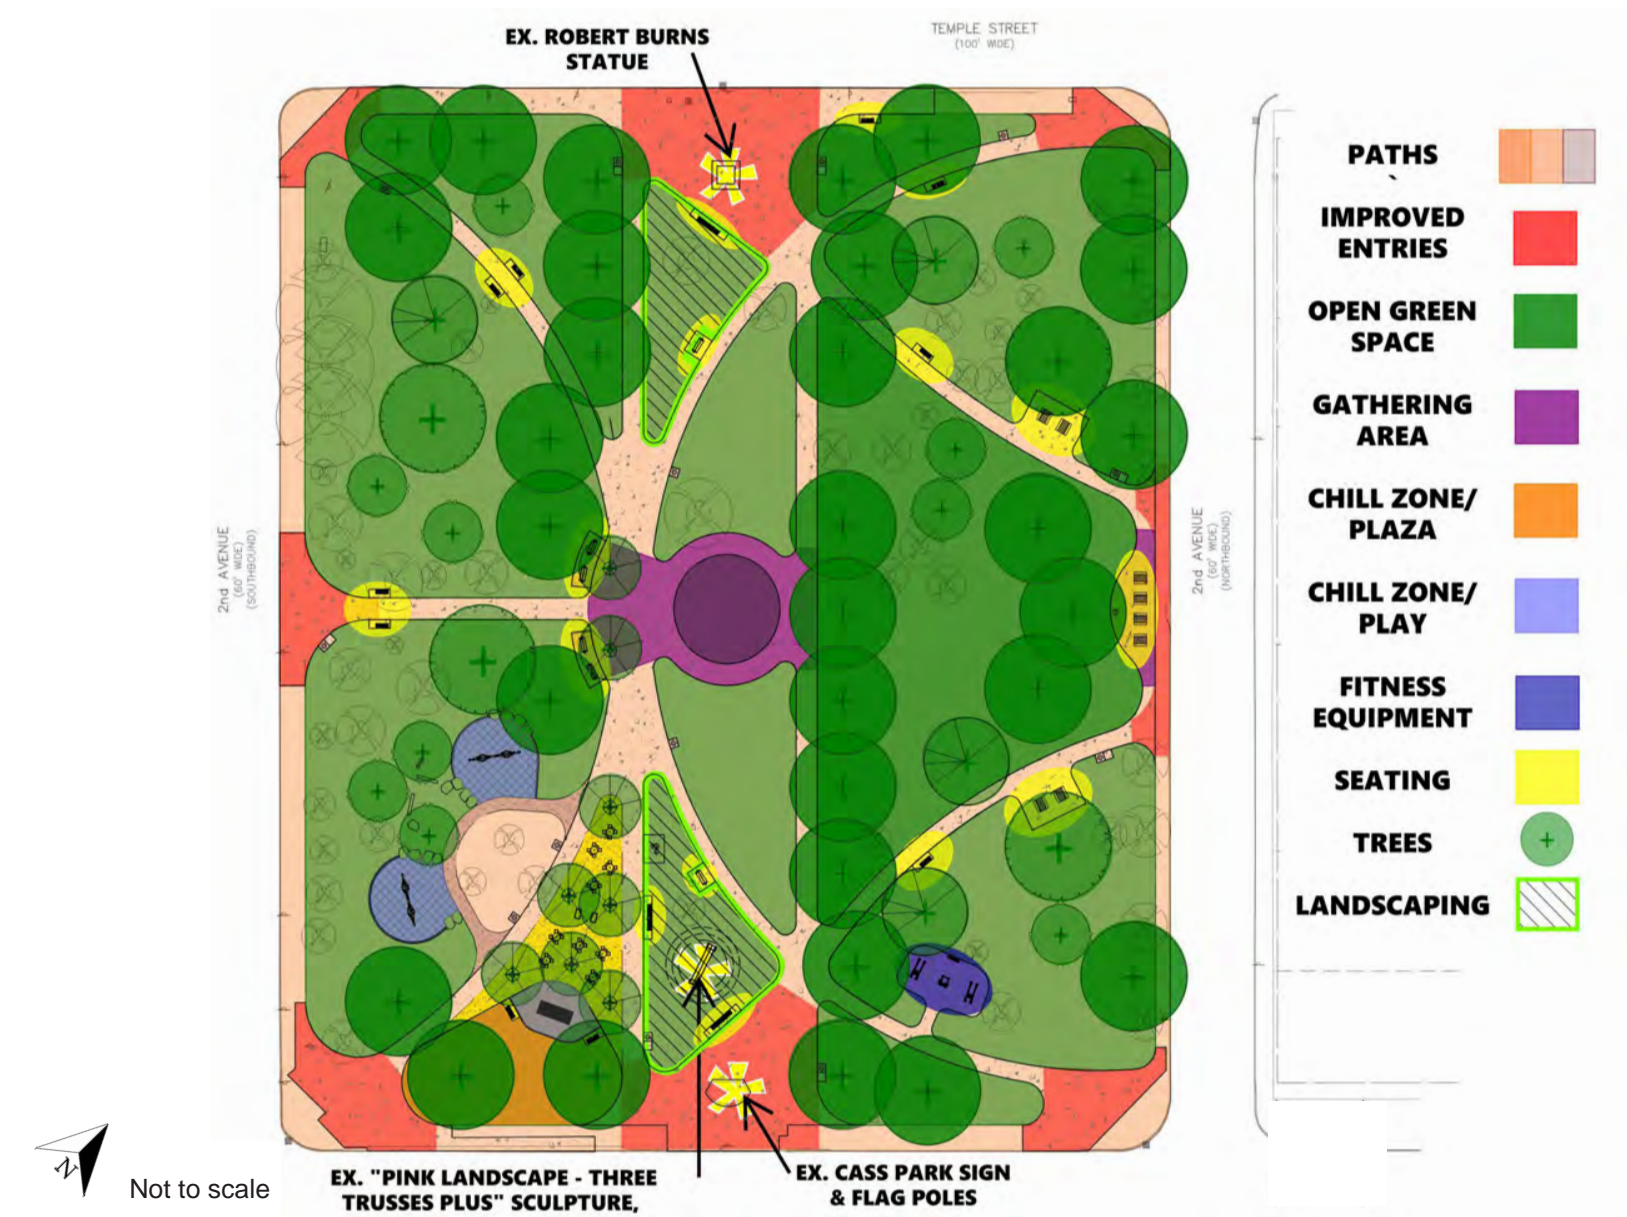 EX. ROBERT BURNS
STATUE
TEMPLE STREET
(100' WIDE)
2nd AVENUE
(60' WIDE)
(SOUTHBOUND)
2nd AVENUE
(60' WIDE)
(NORTHBOUND)
PATHS
`
IMPROVED
ENTRIES
OPEN GREEN
SPACE
GATHERING
AREA
CHILL ZONE/
PLAZA
CHILL ZONE/
PLAY
FITNESS
EQUIPMENT
SEATING
TREES
LANDSCAPING
N
Not to scale
EX. "PINK LANDSCAPE - THREE
TRUSSES PLUS" SCULPTURE,
EX. CASS PARK SIGN
& FLAG POLES